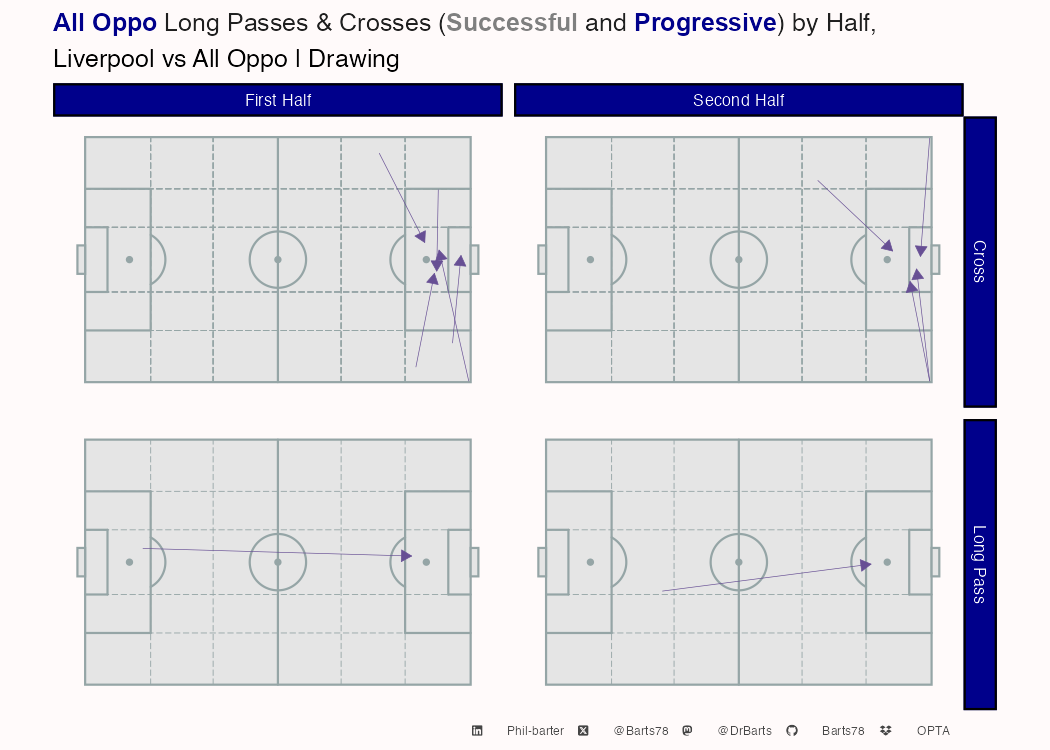 All Oppo Long Passes & Crosses (Successful and Progressive) by Half,
Liverpool vs All Oppo | Drawing
First Half
Second Half
Cross
Long Pass
Phil-barter @Barts78 @DrBarts Barts78 OPTA